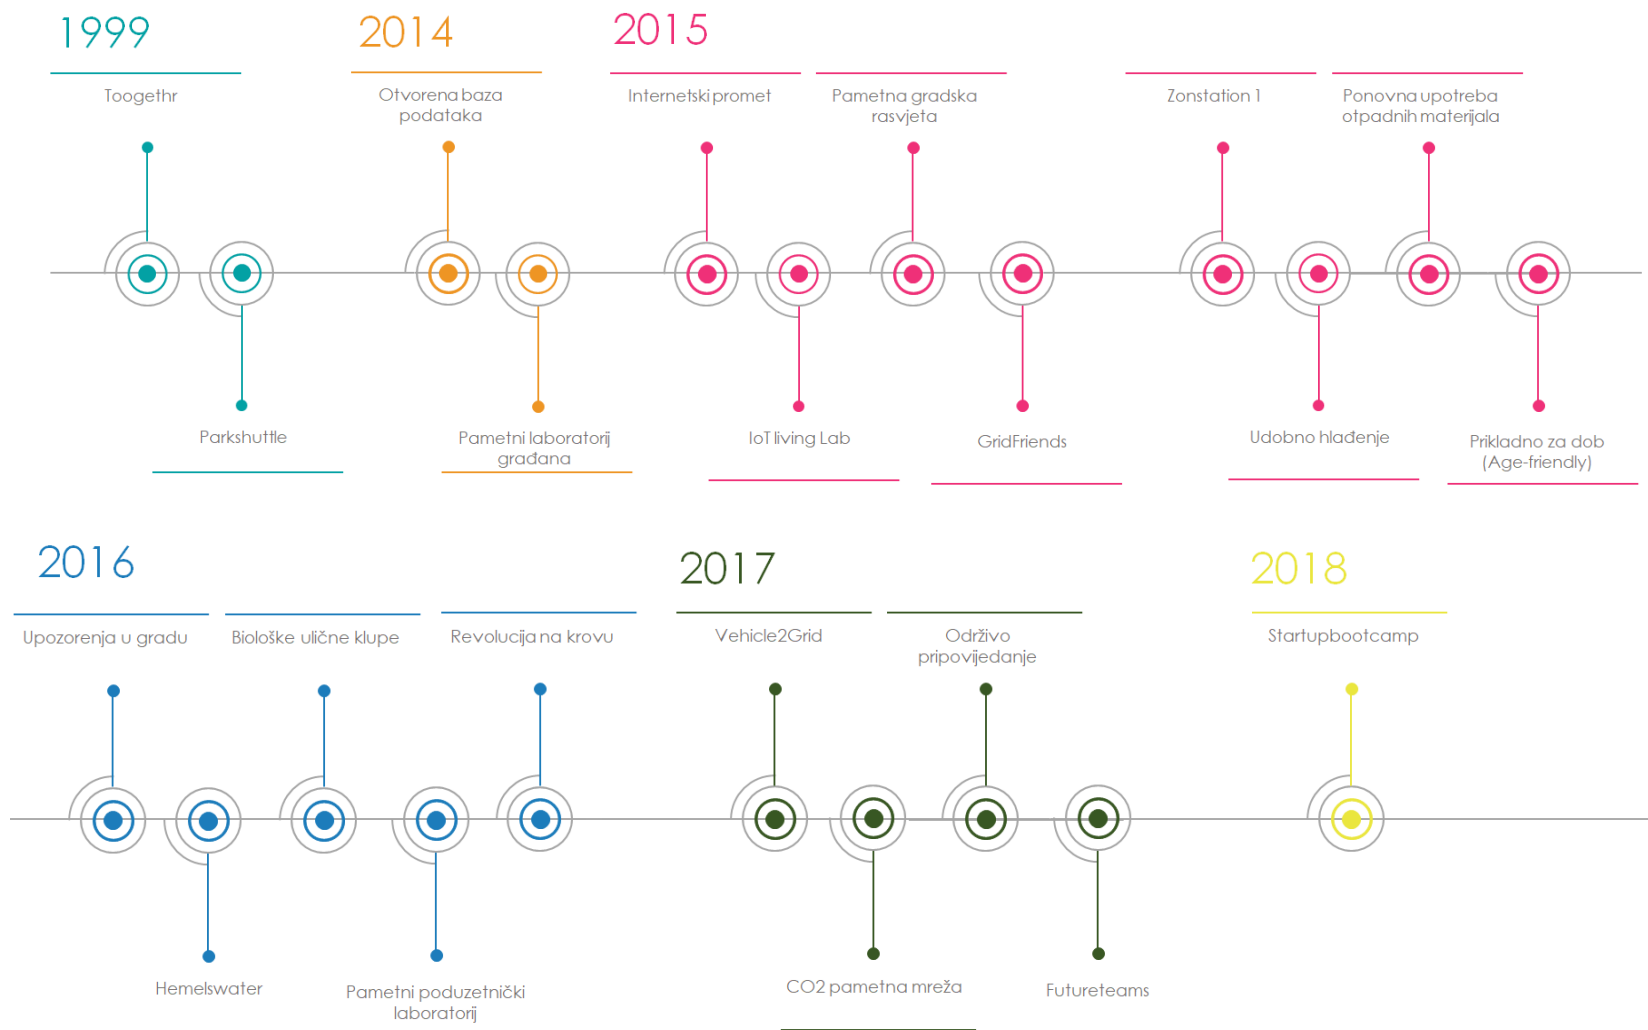 1999
Toogethr
Parkshuttle
2014
Otvorena baza
podataka
Pametni laboratorij
građana
2015
Internetski promet
IoT living Lab
Pametna gradska
rasvjeta
GridFriends
Zonstation 1
Udobno hlađenje
Ponovna upotreba
otpadnih materijala
Prikladno za dob
(Age-friendly)
2016
Upozorenja u gradu
Hemelswater
Biološke ulične klupe
Pametni poduzetnički
laboratorij
Revolucija na krovu
2017
Vehicle2Grid
CO2 pametna mreža
Održivo
pripovijedanje
Futureteams
2018
Startupbootcamp